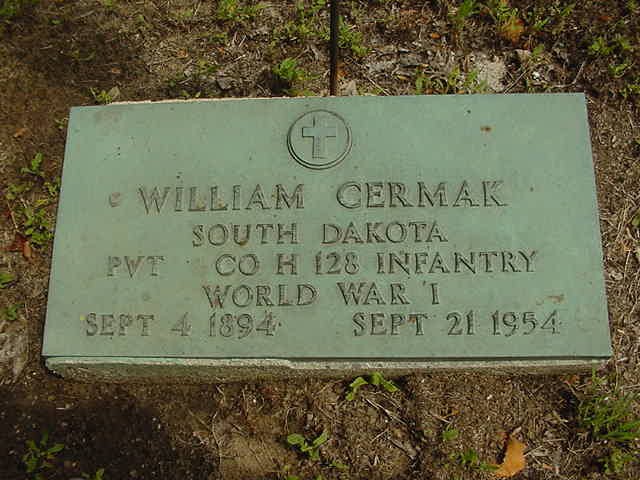 WILLIAM CERMAK
SOUTH DAKOTA
PVT CO H 128 INFANTRY
WORLD WAR I
SEPT 4 1894 SEPT 21 1954